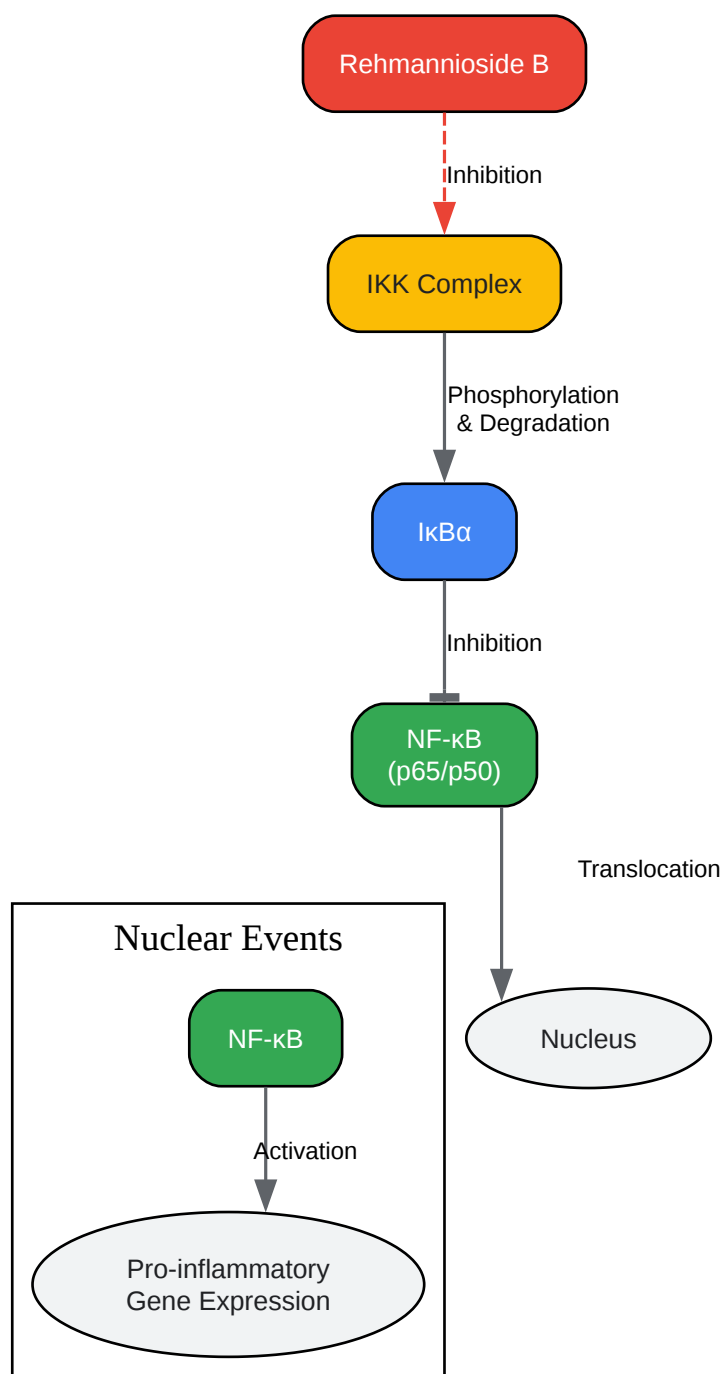 Rehmannioside B
Inhibition
IKK Complex
Phosphorylation
& Degradation
IκBα
Inhibition
NF-κB
(p65/p50)
Translocation
Nuclear Events
NF-κB
Nucleus
Activation
Pro-inflammatory
Gene Expression